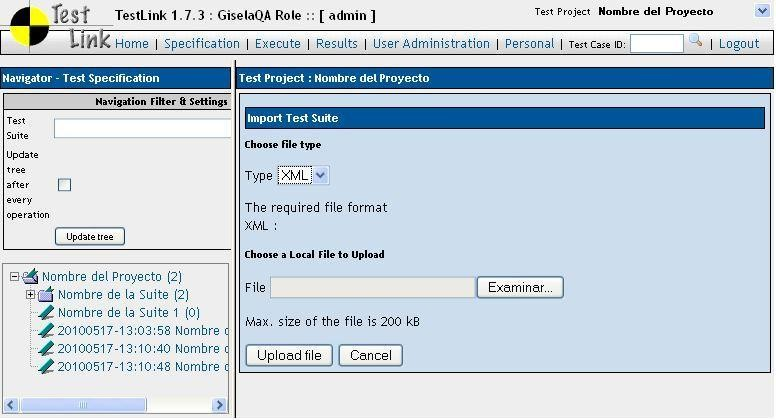 Test Link
TestLink 1.7.3 : GiselaQA Role :: [ admin ]
Test Project Nombre del Proyecto
Home | Specification | Execute | Results | User Administration | Personal | Test Case ID: | Logout
Navigator - Test Specification
Navigation Filter & Settings
Test
Suite
Update
tree
after
every
operation
Update tree
Nombre del Proyecto (2)
Nombre de la Suite (2)
Nombre de la Suite 1 (0)
20100517-13:03:58 Nombre
20100517-13:10:40 Nombre
20100517-13:10:48 Nombre
Test Project : Nombre del Proyecto
Import Test Suite
Choose file type
Type XML
The required file format
XML :
Choose a Local File to Upload
File Examinar...
Max. size of the file is 200 kB
Upload file Cancel